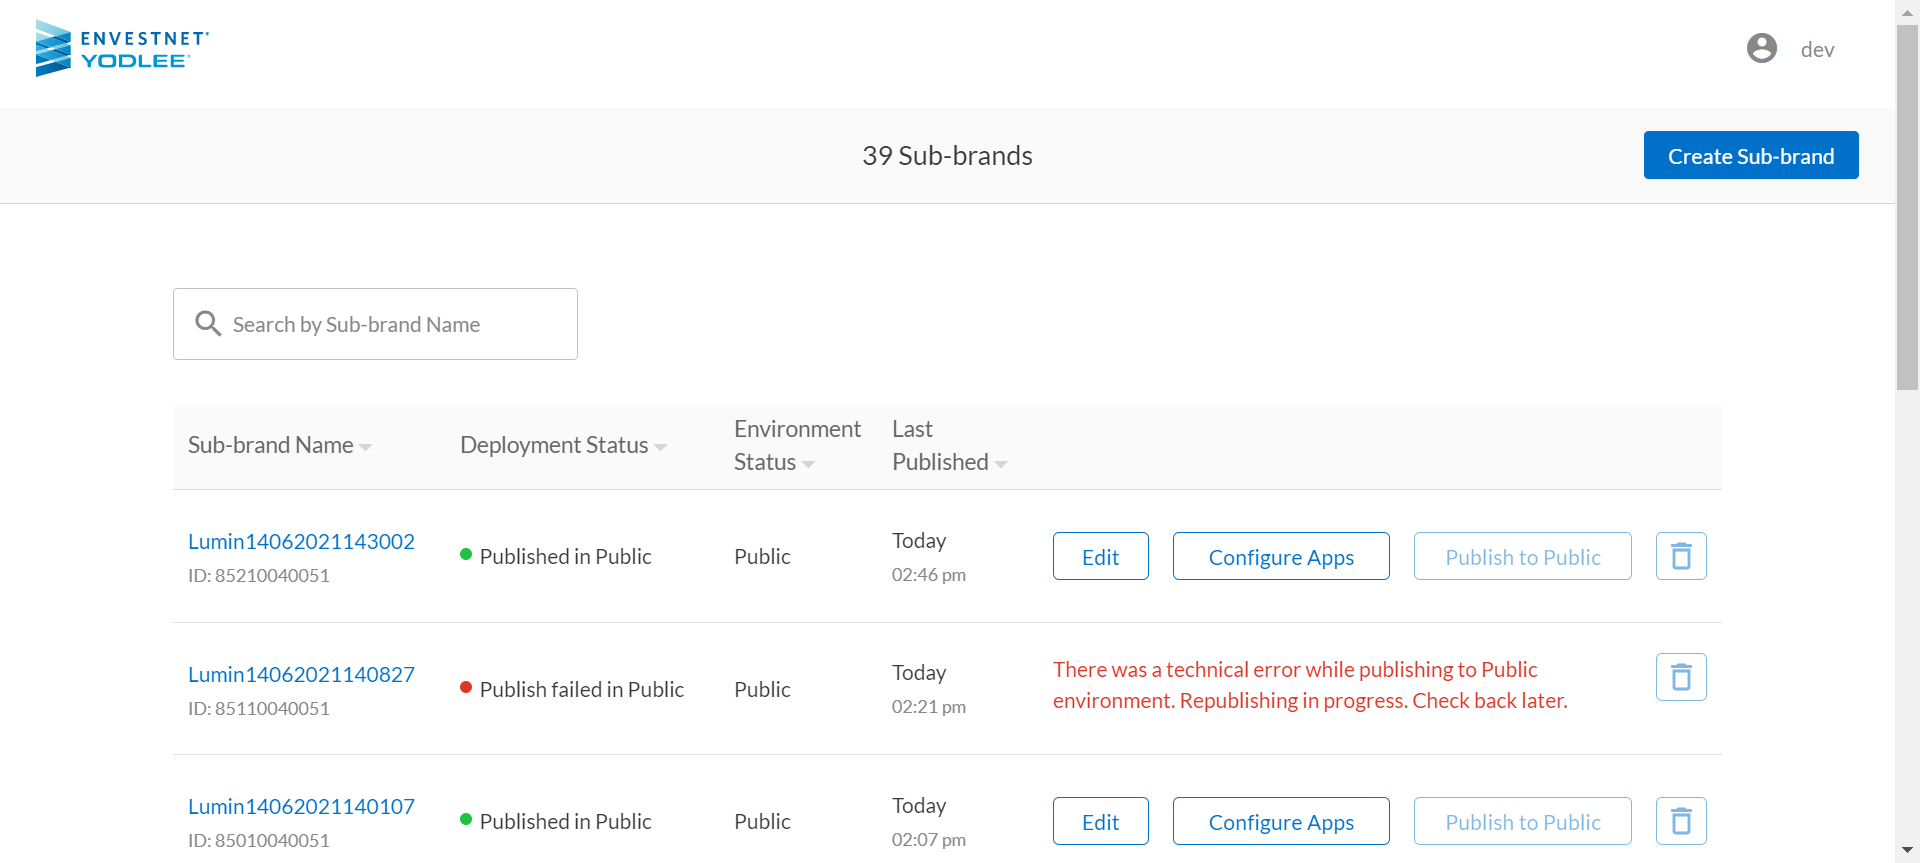 ENVESTNET
YODLEE
dev
39 Sub-brands
Create Sub-brand
Search by Sub-brand Name
Sub-brand Name
Deployment Status
Environment
Status
Last
Published
Lumin14062021143002
ID: 85210040051
Published in Public
Public
Today
02:46 pm
Edit
Configure Apps
Publish to Public
Lumin14062021140827
ID: 85110040051
Publish failed in Public
Public
Today
02:21 pm
There was a technical error while publishing to Public
environment. Republishing in progress. Check back later.
Lumin14062021140107
ID: 85010040051
Published in Public
Public
Today
02:07 pm
Edit
Configure Apps
Publish to Public